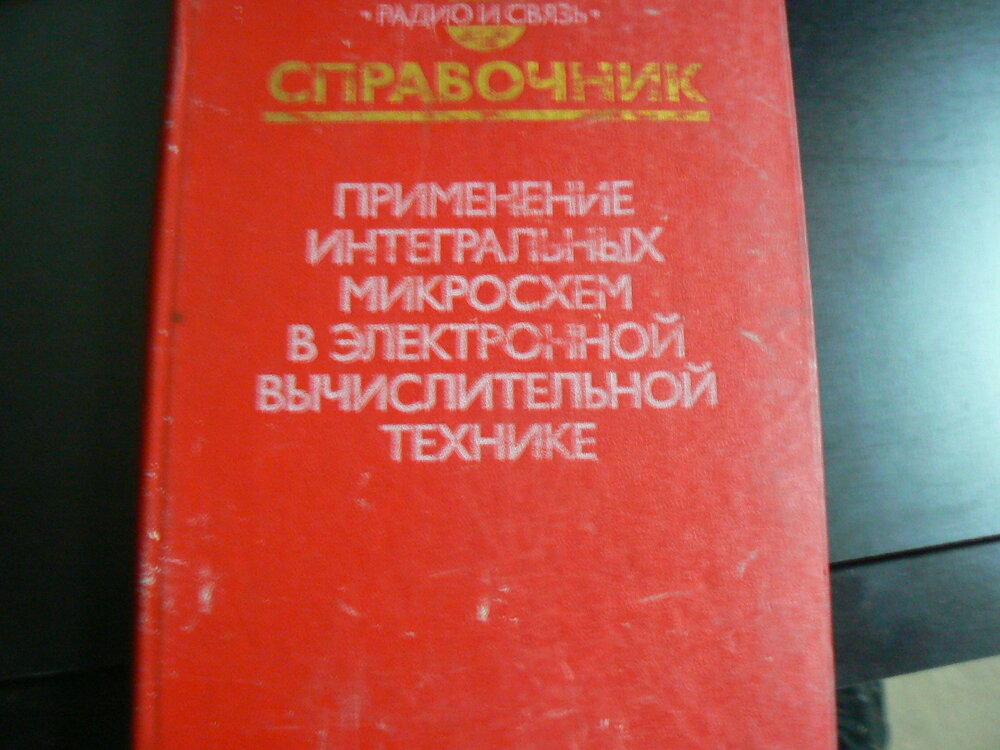 • РАДИО И СВЯЗЬ •
СПРАВОЧНИК
ПРИМЕНЕНИЕ
ИНТЕГРАЛЬНЫХ
МИКРОСХЕМ
В ЭЛЕКТРОННОЙ
ВЫЧИСЛИТЕЛЬНОЙ
ТЕХНИКЕ